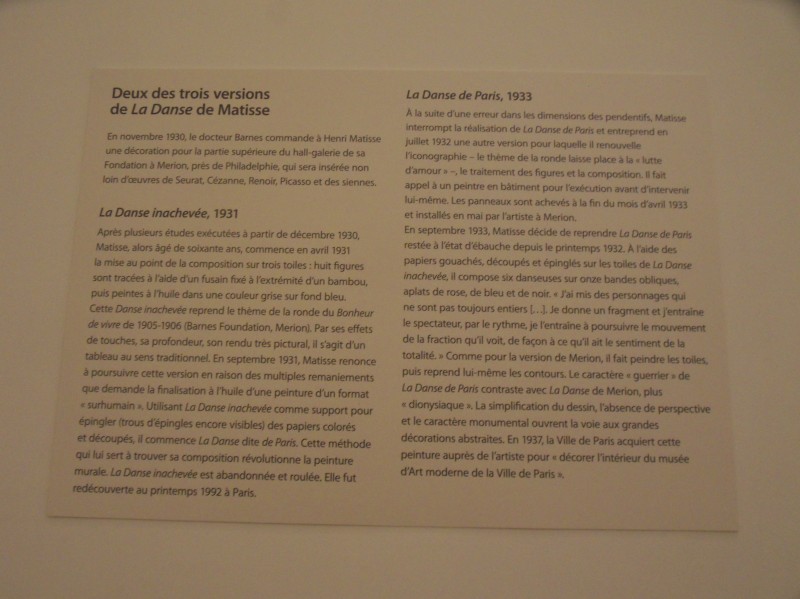 Deux des trois versions
de La Danse de Matisse
En novembre 1930, le docteur Barnes commande à Henri Matisse
une décoration pour la partie supérieure du hall-galerie de sa
Fondation à Merion, près de Philadelphie, qui sera insérée non
loin d'œuvres de Seurat, Cézanne, Renoir, Picasso et des siennes.
La Danse inachevée, 1931
Après plusieurs études exécutées à partir de décembre 1930,
Matisse, alors âgé de soixante ans, commence en avril 1931
la mise au point de la composition sur trois toiles : huit figures
sont tracées à l'aide d'un fusain fixé à l'extrémité d'un bambou,
puis peintes à l'huile dans une couleur grise sur fond bleu.
Cette Danse inachevée reprend le thème de la ronde du Bonheur
de vivre de 1905-1906 (Barnes Foundation, Merion). Par ses effets
de touches, sa profondeur, son rendu très pictural, il s'agit d'un
tableau au sens traditionnel. En septembre 1931, Matisse renonce
à poursuivre cette version en raison des multiples remaniements
que demande la finalisation à l'huile d'une peinture d'un format
« surhumain ». Utilisant La Danse inachevée comme support pour
épingler (trous d'épingles encore visibles) des papiers colorés
et découpés, il commence La Danse dite de Paris. Cette méthode
qui lui sert à trouver sa composition révolutionne la peinture
murale. La Danse inachevée est abandonnée et roulée. Elle fut
redécouverte au printemps 1992 à Paris.
La Danse de Paris, 1933
À la suite d'une erreur dans les dimensions des pendentifs, Matisse
interrompt la réalisation de La Danse de Paris et entreprend en
juillet 1932 une autre version pour laquelle il renouvelle
l'iconographie – le thème de la ronde laisse place à la « lutte
d'amour » –, le traitement des figures et la composition. Il fait
appel à un peintre en bâtiment pour l'exécution avant d'intervenir
lui-même. Les panneaux sont achevés à la fin du mois d'avril 1933
et installés en mai par l'artiste à Merion.
En septembre 1933, Matisse décide de reprendre La Danse de Paris
restée à l'état d'ébauche depuis le printemps 1932. À l'aide des
papiers gouachés, découpés et épinglés sur les toiles de La Danse
inachevée, il compose six danseuses sur onze bandes obliques,
aplats de rose, de bleu et de noir. « J'ai mis des personnages qui
ne sont pas toujours entiers [...]. Je donne un fragment et j'entraîne
le spectateur, par le rythme, je l'entraîne à poursuivre le mouvement
de la fraction qu'il voit, de façon à ce qu'il ait le sentiment de la
totalité. » Comme pour la version de Merion, il fait peindre les toiles,
puis reprend lui-même les contours. Le caractère « guerrier » de
La Danse de Paris contraste avec La Danse de Merion, plus
« dionysiaque ». La simplification du dessin, l'absence de perspective
et le caractère monumental ouvrent la voie aux grandes
décorations abstraites. En 1937, la Ville de Paris acquiert cette
peinture auprès de l'artiste pour « décorer l'intérieur du musée
d'Art moderne de la Ville de Paris ».